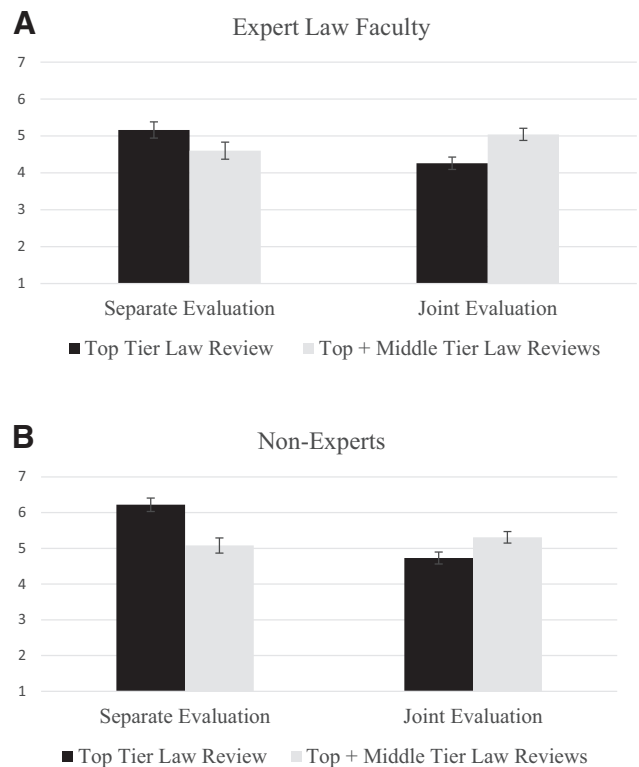 A
Expert Law Faculty
7
6
5
4
3
2
1
Separate Evaluation Joint Evaluation
Top Tier Law Review Top + Middle Tier Law Reviews
B
Non-Experts
7
6
5
4
3
2
1
Separate Evaluation Joint Evaluation
Top Tier Law Review Top + Middle Tier Law Reviews